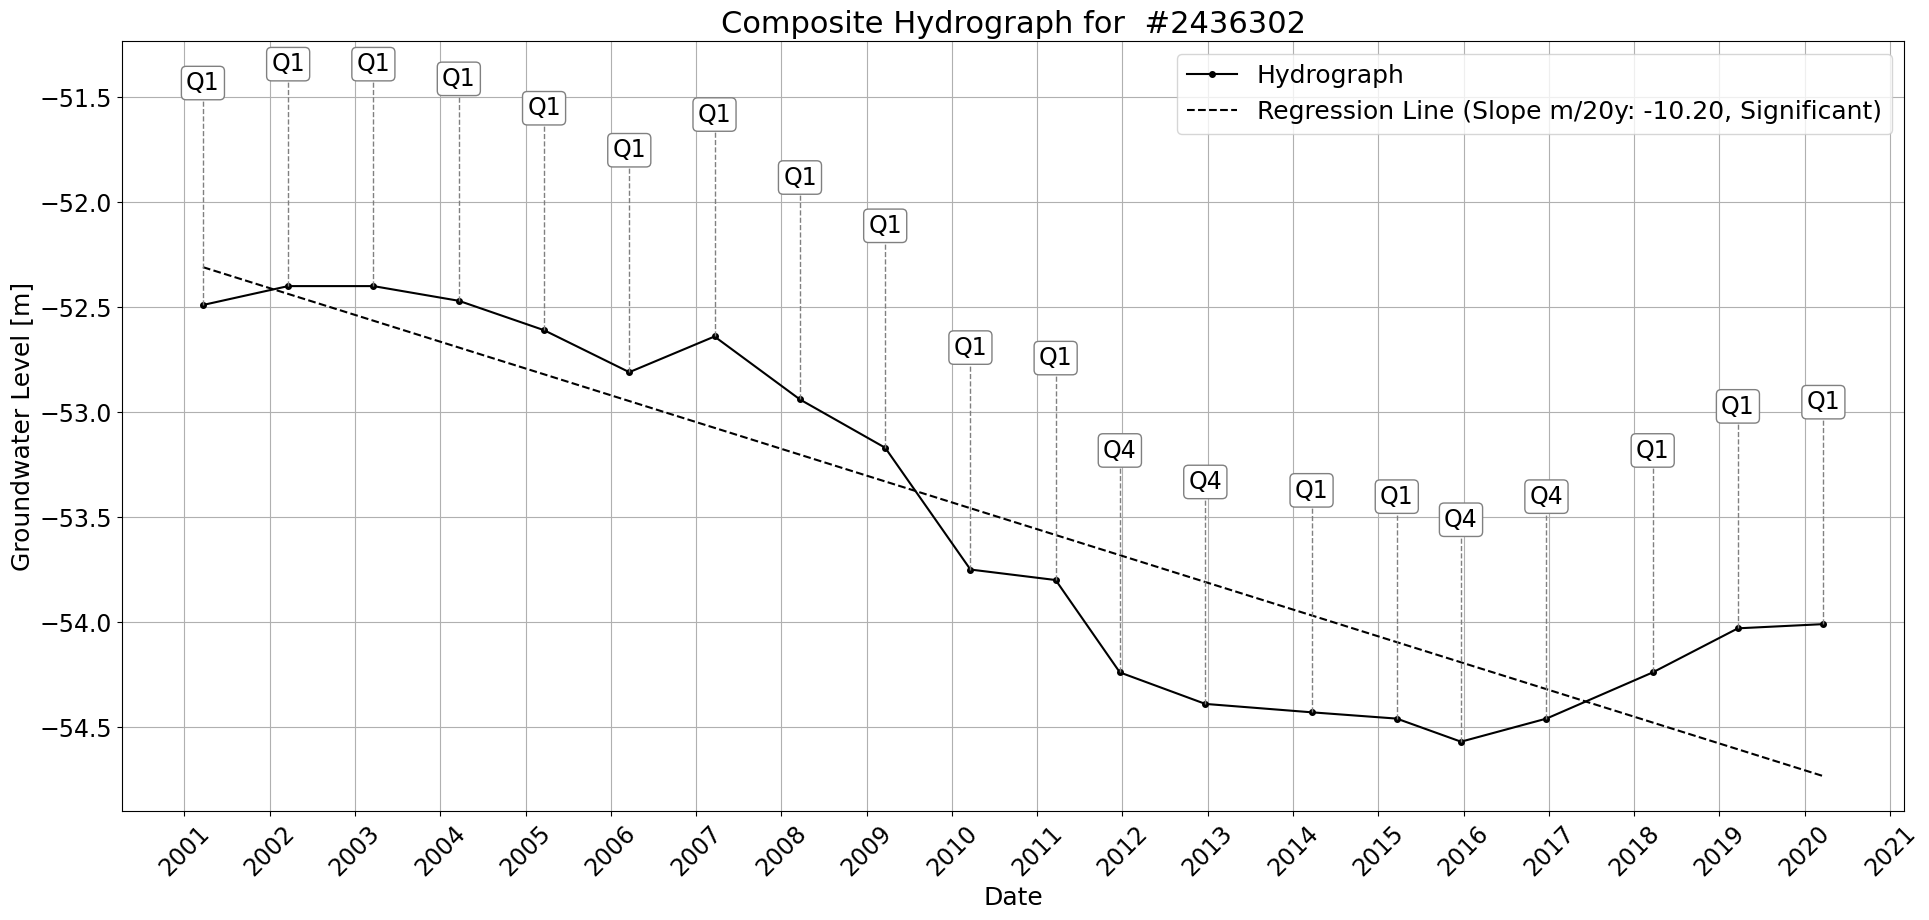 Composite Hydrograph for  #2436302
Hydrograph
Regression Line (Slope m/20y: -10.20, Significant)
Q1
Q1
Q1
Q1
Q1
Q1
Q1
Q1
Q1
Q1
Q1
Q4
Q4
Q1
Q1
Q4
Q4
Q1
Q1
Q1
Groundwater Level [m]
−51.5
−52.0
−52.5
−53.0
−53.5
−54.0
−54.5
2001
2002
2003
2004
2005
2006
2007
2008
2009
2010
2011
2012
2013
2014
2015
2016
2017
2018
2019
2020
2021
Date